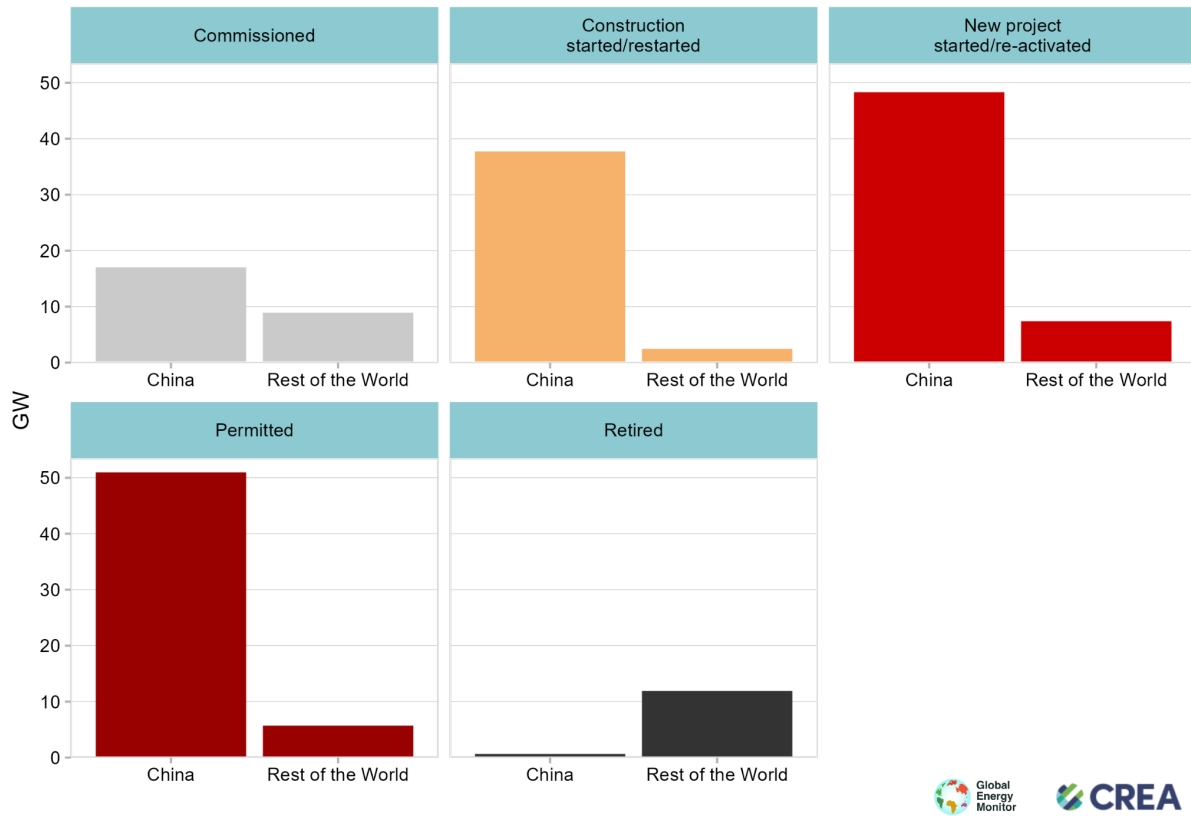 Commissioned
Construction
started/restarted
New project
started/re-activated
GW
50
40
30
20
10
0
China
Rest of the World
China
Rest of the World
China
Rest of the World
Permitted
Retired
50
40
30
20
10
0
China
Rest of the World
China
Rest of the World
Global
Energy
Monitor
CREA